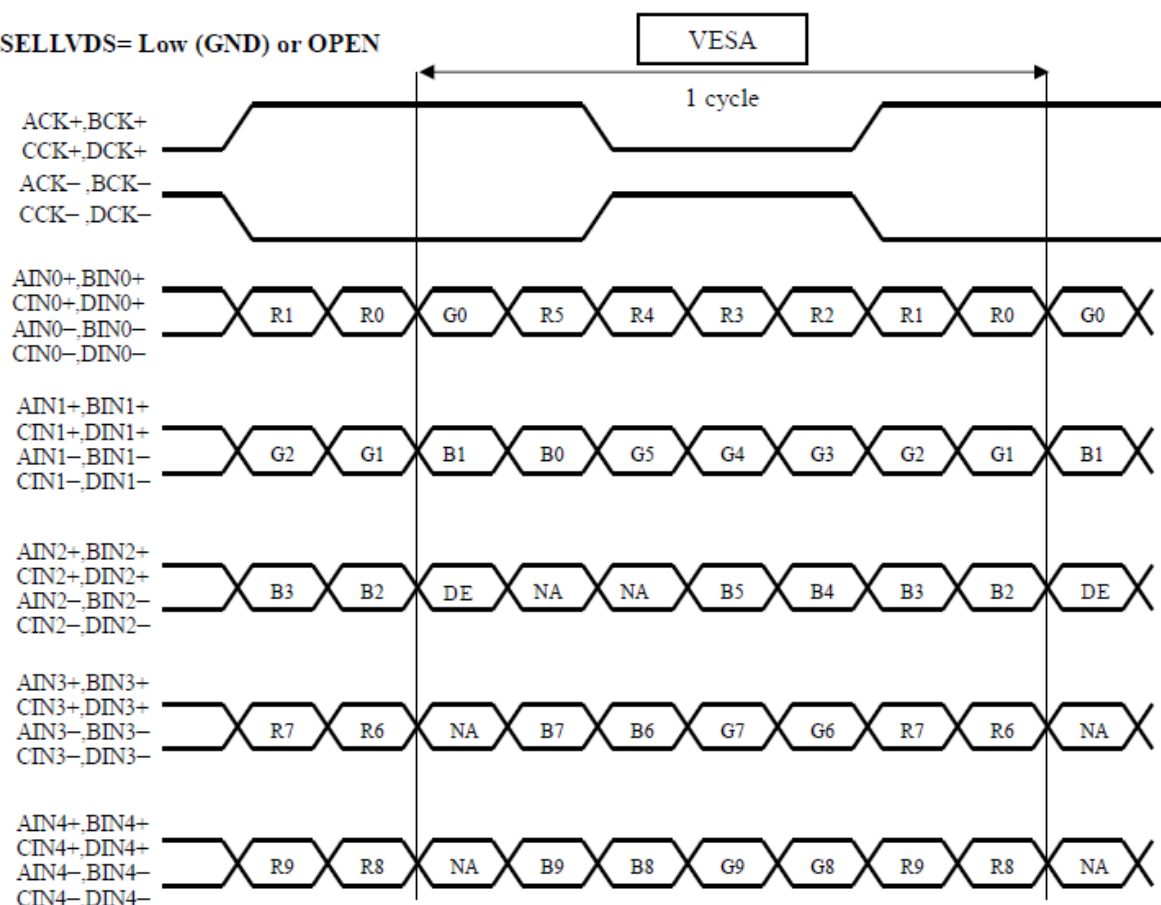 SELLVDS= Low (GND) or OPEN
VESA
1 cycle
ACK+,BCK+
CCK+,DCK+
ACK− ,BCK−
CCK− ,DCK−
AIN0+,BIN0+
CIN0+,DIN0+
AIN0−,BIN0−
CIN0−,DIN0−
R1 R0 G0 R5 R4 R3 R2 R1 R0 G0
AIN1+,BIN1+
CIN1+,DIN1+
AIN1−,BIN1−
CIN1−,DIN1−
G2 G1 B1 B0 G5 G4 G3 G2 G1 B1
AIN2+,BIN2+
CIN2+,DIN2+
AIN2−,BIN2−
CIN2−,DIN2−
B3 B2 DE NA NA B5 B4 B3 B2 DE
AIN3+,BIN3+
CIN3+,DIN3+
AIN3−,BIN3−
CIN3−,DIN3−
R7 R6 NA B7 B6 G7 G6 R7 R6 NA
AIN4+,BIN4+
CIN4+,DIN4+
AIN4−,BIN4−
CIN4−,DIN4−
R9 R8 NA B9 B8 G9 G8 R9 R8 NA